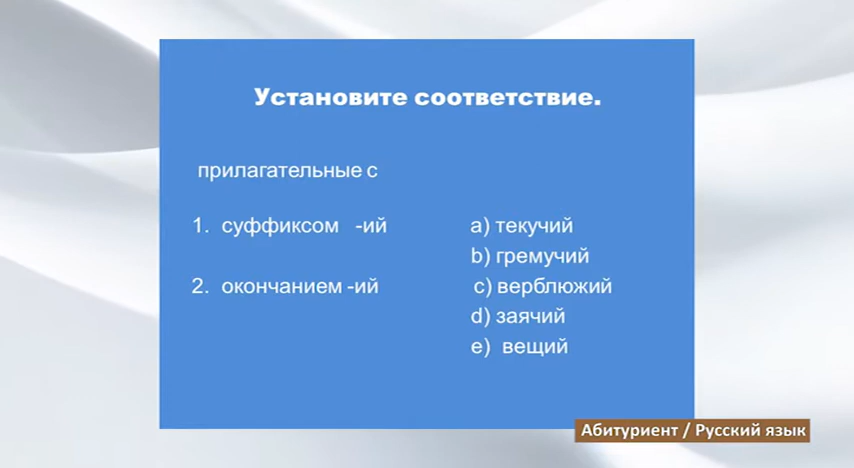 Установите соответствие.
прилагательные с
1. суффиксом -ий a) текучий
b) гремучий
2. окончанием -ий c) верблюжий
d) заячий
e) вещий
Абитуриент / Русский язык